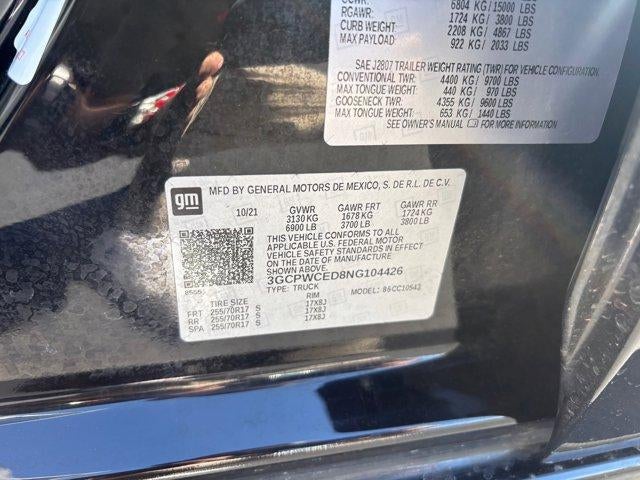 GCWR: 6804 KG/15000 LBS
RGAWR: 1724 KG / 3800 LBS
CURB WEIGHT 2208 KG / 4867 LBS
MAX PAYLOAD 922 KG / 2033 LBS
SAE J2807 TRAILER WEIGHT RATING (TWR) FOR VEHICLE CONFIGURATION.
CONVENTIONAL TWR: 4400 KG / 9700 LBS
MAX TONGUE WEIGHT: 440 KG / 970 LBS
GOOSENECK TWR: 4355 KG / 9600 LBS
MAX TONGUE WEIGHT: 653 KG / 1440 LBS
SEE OWNER'S MANUAL FOR MORE INFORMATION
gm MFD BY GENERAL MOTORS DE MEXICO, S. DE R.L. DE C.V.
10/21 GVWR GAWR FRT GAWR RR
3130 KG 1678 KG 1724 KG
6900 LB 3700 LB 3800 LB
THIS VEHICLE CONFORMS TO ALL
APPLICABLE U.S. FEDERAL MOTOR
VEHICLE SAFETY STANDARDS IN EFFECT
ON THE DATE OF MANUFACTURE
SHOWN ABOVE.
3GCPWCED8NG104426
TYPE: TRUCK MODEL: 86CC10543
TIRE SIZE RIM
FRT 255/70R17 S 17X8J
RR 255/70R17 S 17X8J
SPA 255/70R17 S 17X8J